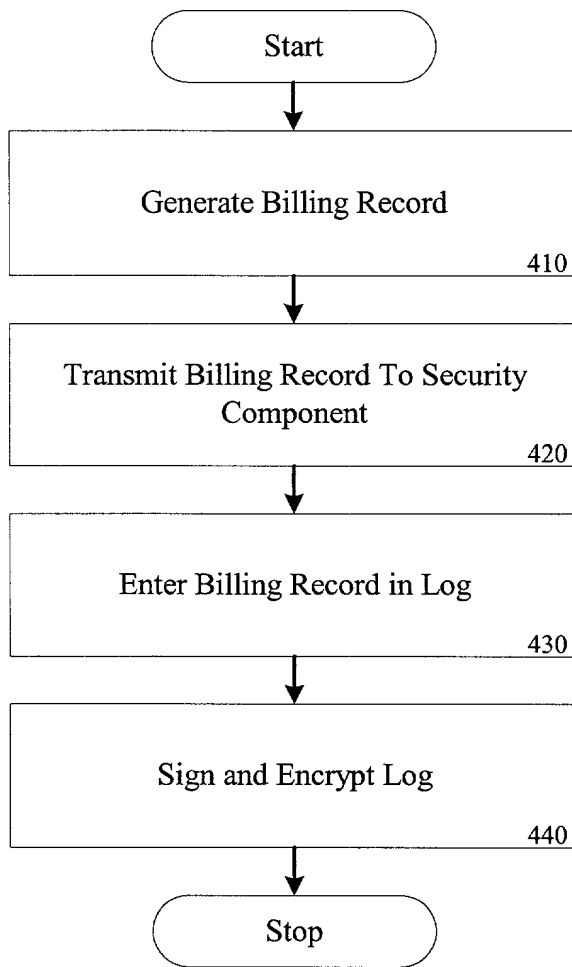 Start
Generate Billing Record
410
Transmit Billing Record To Security
Component
420
Enter Billing Record in Log
430
Sign and Encrypt Log
440
Stop